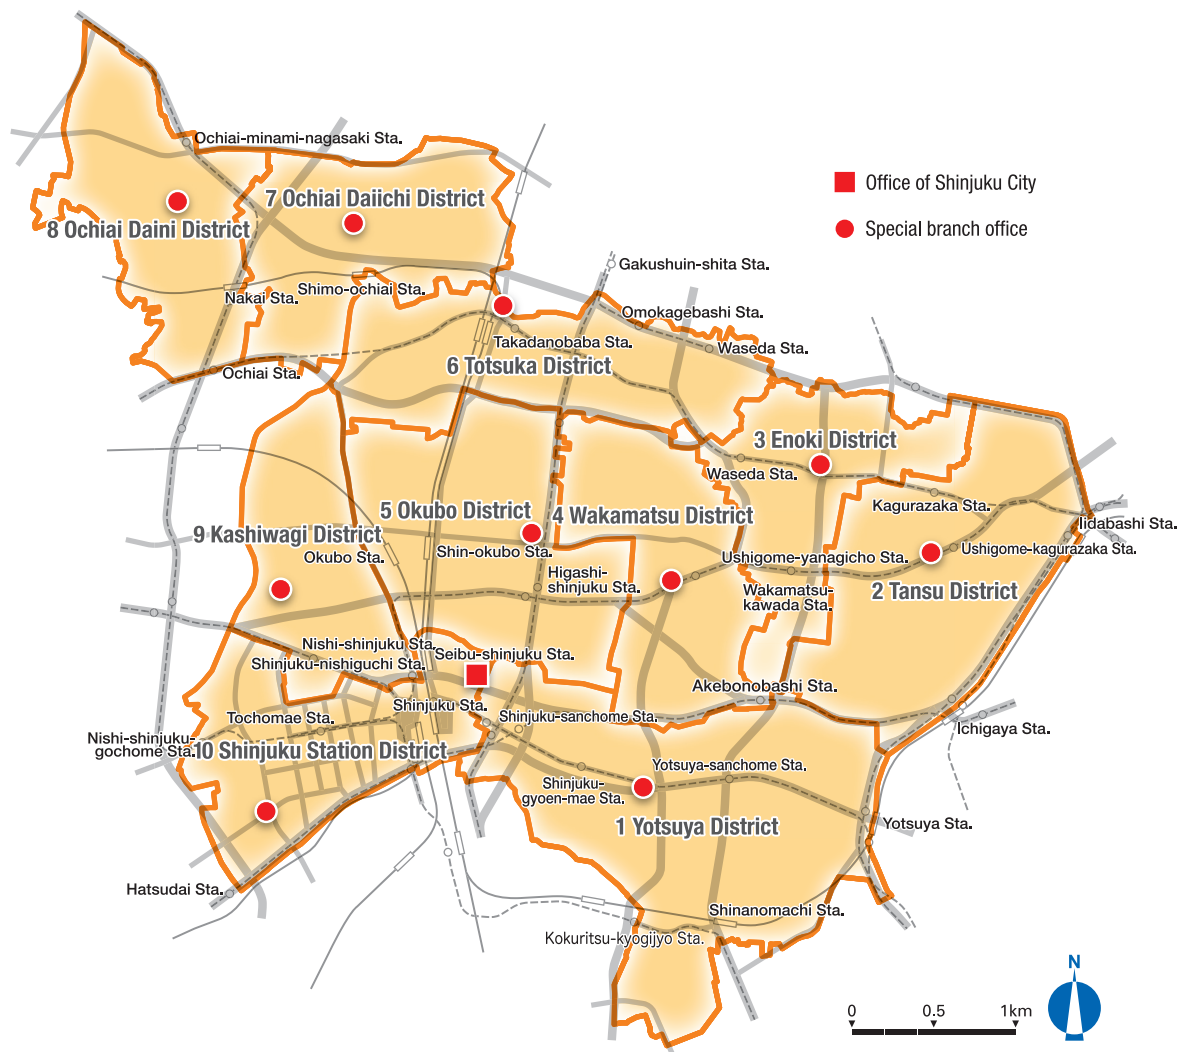 Ochiai-minami-nagasaki Sta.
7 Ochiai Daiichi District
Office of Shinjuku City
8 Ochiai Daini District
Special branch office
Gakushuin-shita Sta.
Shimo-ochiai Sta.
Nakai Sta.
Omokagebashi Sta.
Takadanobaba Sta.
Waseda Sta.
6 Totsuka District
Ochiai Sta.
3 Enoki District
Waseda Sta.
Kagurazaka Sta.
5 Okubo District
4 Wakamatsu District
Iidabashi Sta.
9 Kashiwagi District
Okubo Sta.
Shin-okubo Sta.
Ushigome-yanagicho Sta.
Ushigome-kagurazaka Sta.
Higashi-
shinjuku Sta.
Wakamatsu-
kawada Sta.
2 Tansu District
Nishi-shinjuku Sta.
Seibu-shinjuku Sta.
Shinjuku-nishiguchi Sta.
Akebonobashi Sta.
Shinjuku Sta.
Tochomae Sta.
Shinjuku-sanchome Sta.
Ichigaya Sta.
Nishi-shinjuku-
gochome Sta.
10 Shinjuku Station District
Yotsuya-sanchome Sta.
Shinjuku-
gyoen-mae Sta.
1 Yotsuya District
Yotsuya Sta.
Hatsudai Sta.
Shinanomachi Sta.
Kokuritsu-kyogijyo Sta.
N
0 0.5 1km